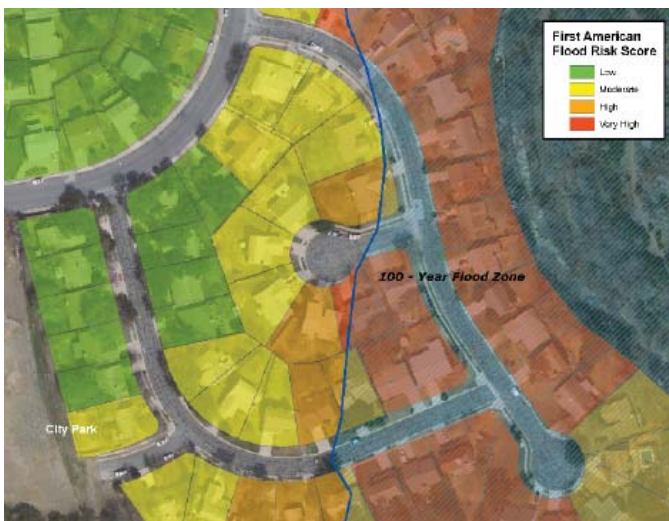 First American
Flood Risk Score
Low
Moderate
High
Very High
100 - Year Flood Zone
City Park